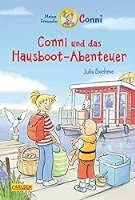 Meine Freundin
Conni
Conni und das
Hausboot-Abenteuer
Julia Boehme
CARLSEN